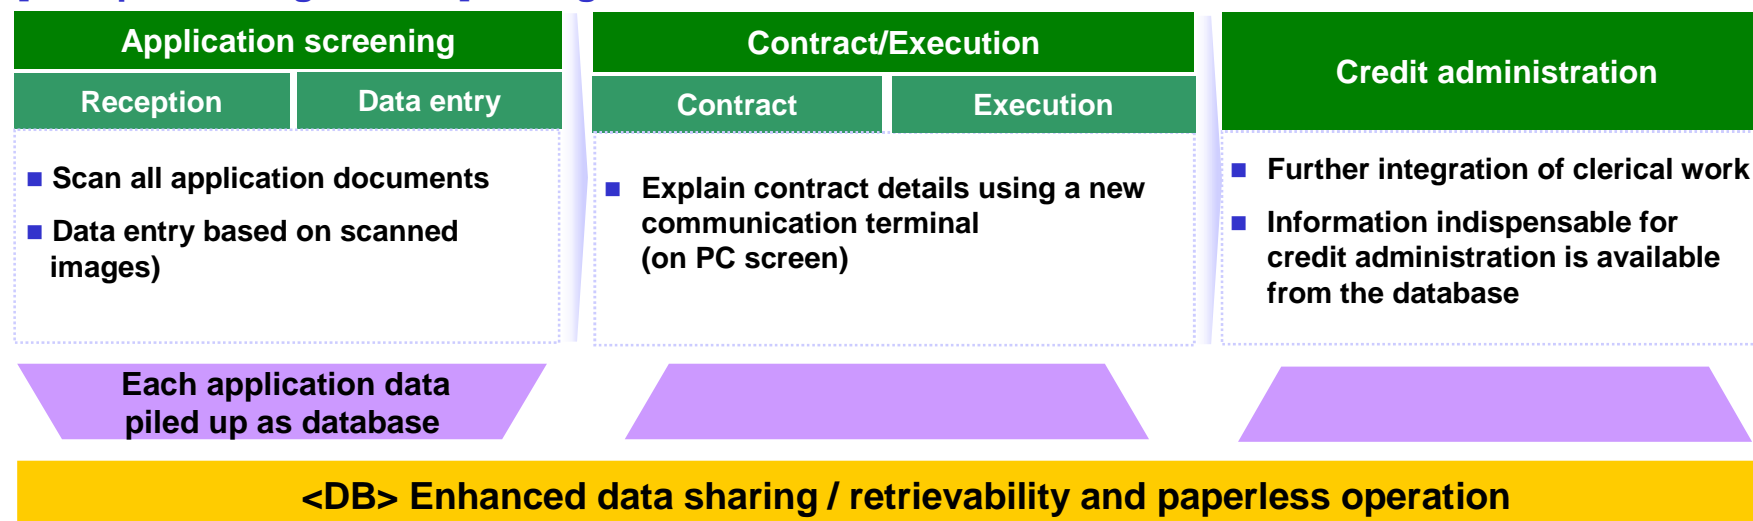 Application screening
Reception
Data entry
■ Scan all application documents
■ Data entry based on scanned
images)
Contract/Execution
Contract
Execution
■ Explain contract details using a new
communication terminal
(on PC screen)
Credit administration
■ Further integration of clerical work
■ Information indispensable for
credit administration is available
from the database
Each application data
piled up as database
<DB> Enhanced data sharing / retrievability and paperless operation